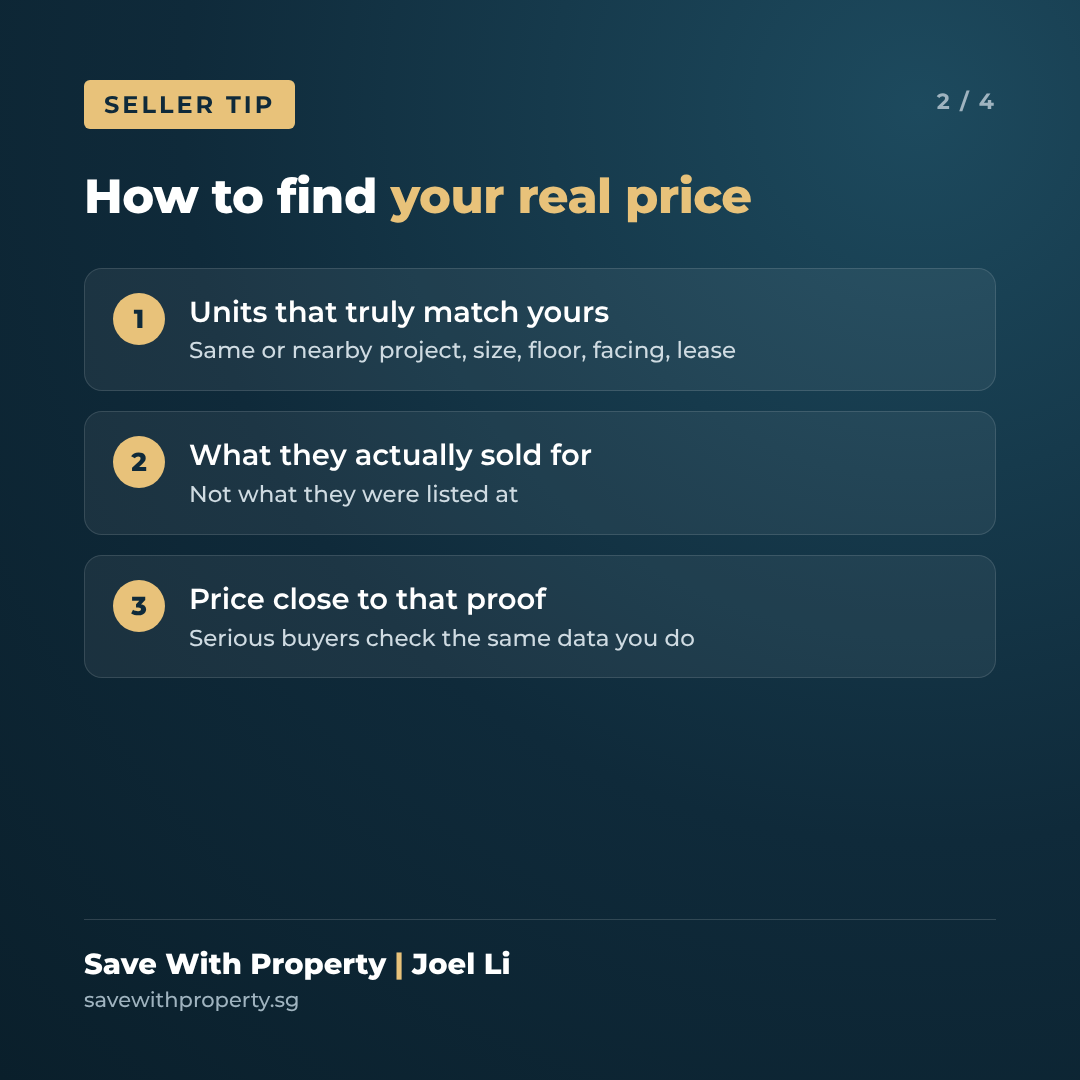 SELLER TIP
2 / 4
How to find your real price
1
Units that truly match yours
Same or nearby project, size, floor, facing, lease
2
What they actually sold for
Not what they were listed at
3
Price close to that proof
Serious buyers check the same data you do
Save With Property | Joel Li
savewithproperty.sg